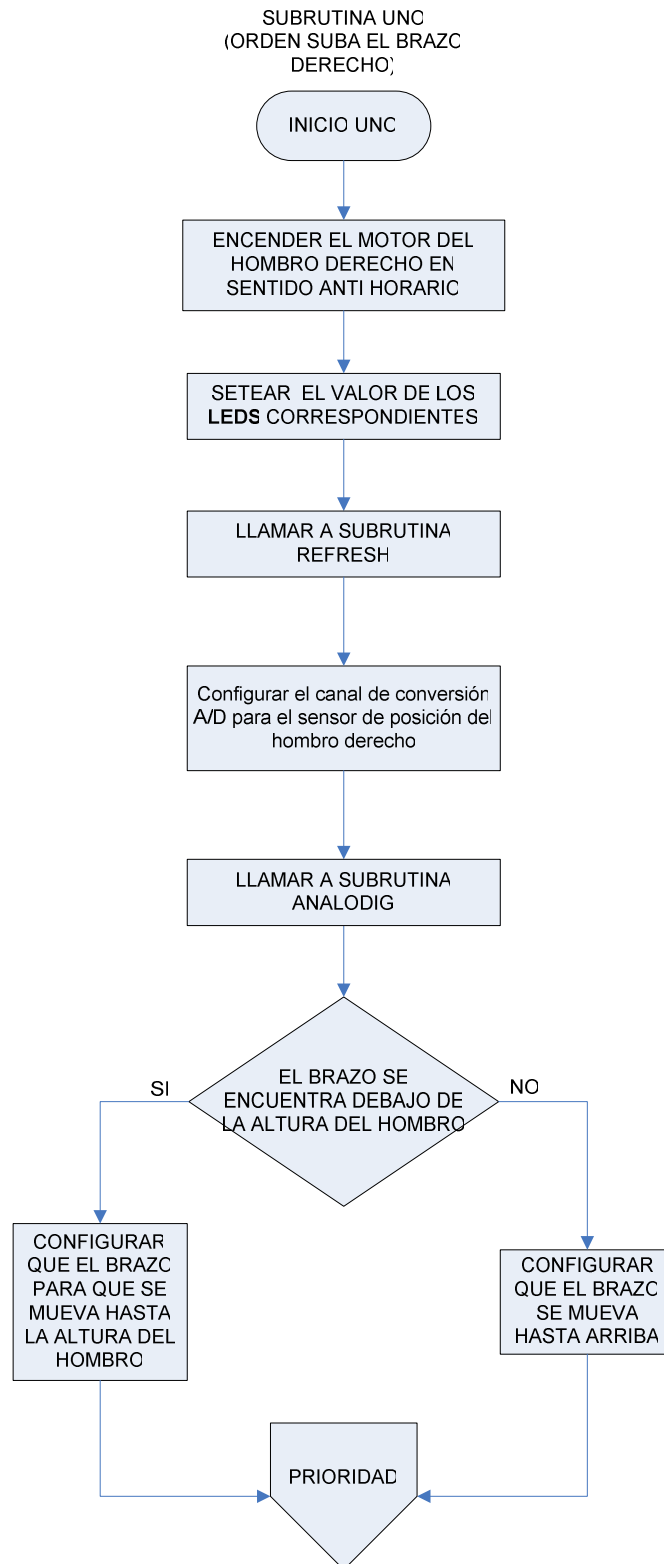 SUBRUTINA UNO
(ORDEN SUBA EL BRAZO
DERECHO)
INICIO UNO
ENCENDER EL MOTOR DEL
HOMBRO DERECHO EN
SENTIDO ANTI HORARIO
SETEAR EL VALOR DE LOS
LEDS CORRESPONDIENTES
LLAMAR A SUBRUTINA
REFRESH
Configurar el canal de conversión
A/D para el sensor de posición del
hombro derecho
LLAMAR A SUBRUTINA
ANALODIG
EL BRAZO SE
ENCUENTRA DEBAJO DE
LA ALTURA DEL HOMBRO
SI
NO
CONFIGURAR
QUE EL BRAZO
PARA QUE SE
MUEVA HASTA
LA ALTURA DEL
HOMBRO
CONFIGURAR
QUE EL BRAZO
SE MUEVA
HASTA ARRIBA
PRIORIDAD